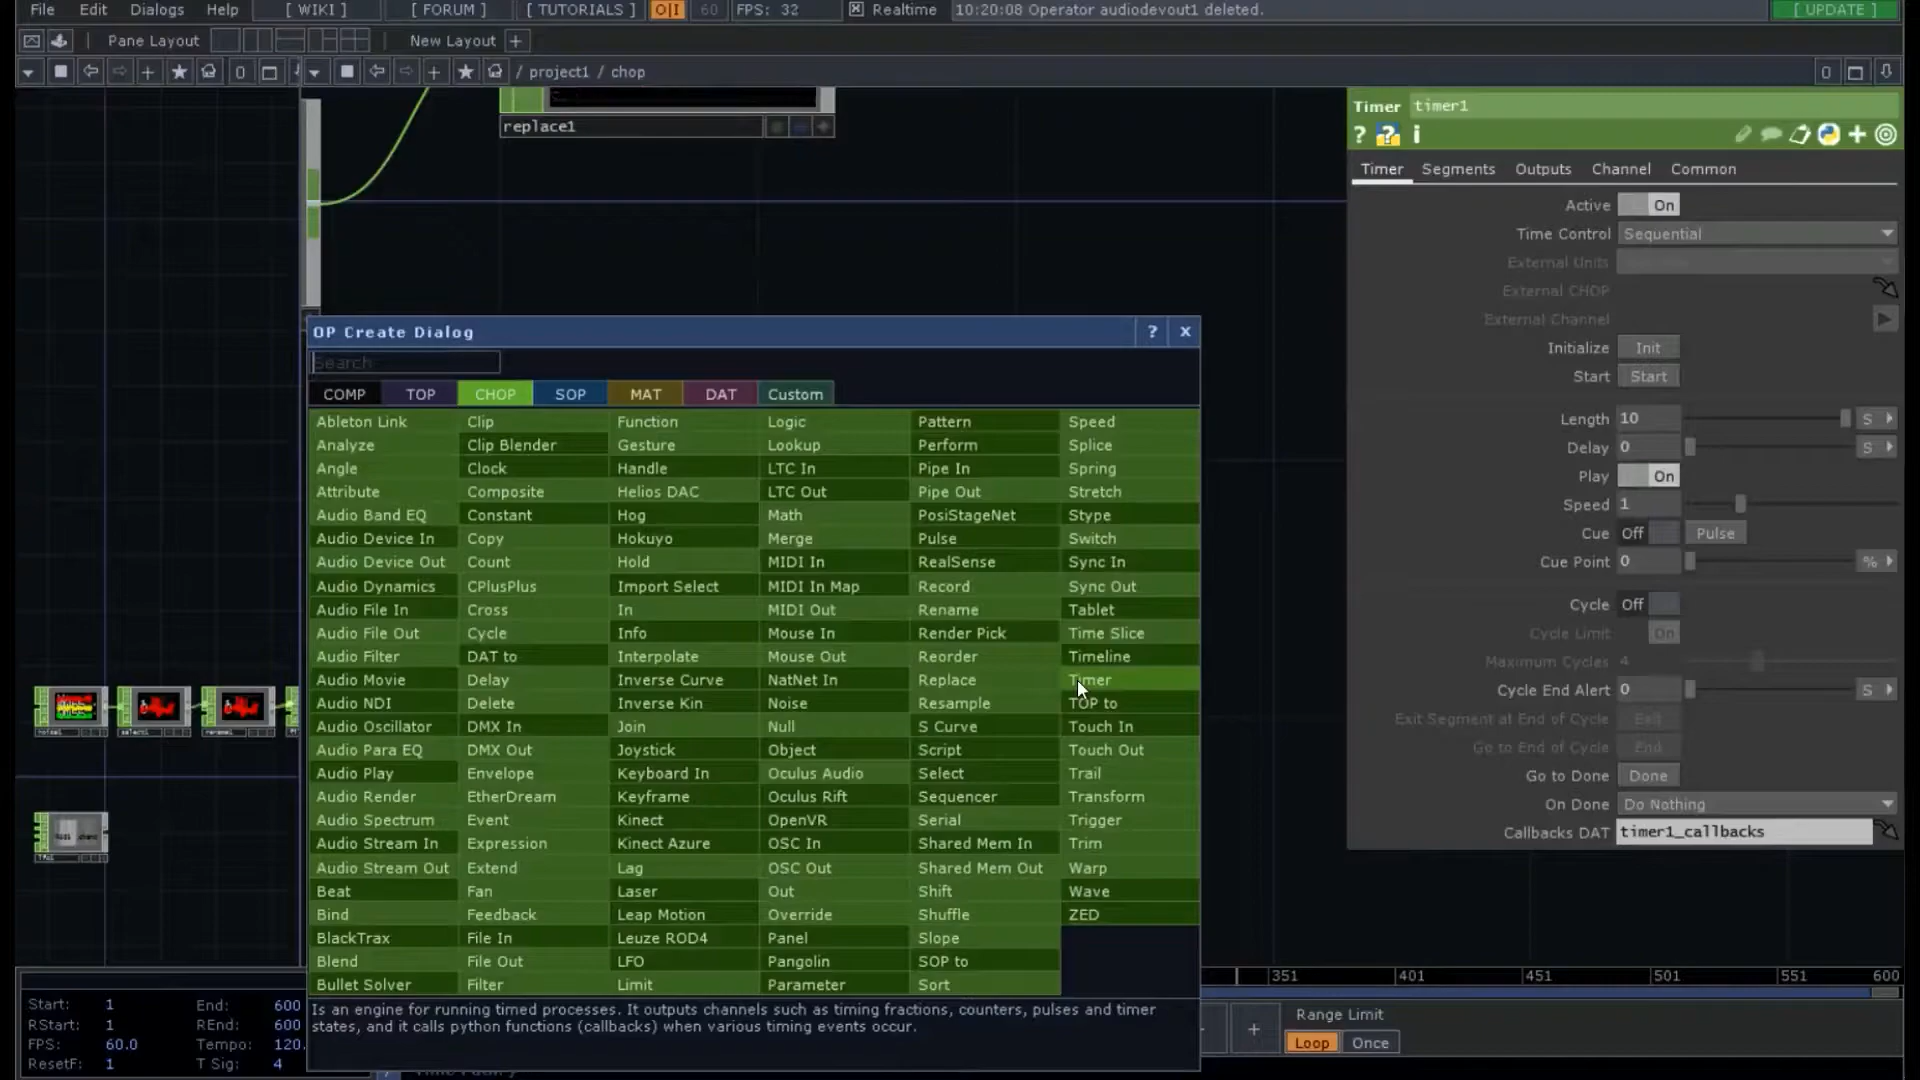 File Edit Dialogs Help [ WIKI ] [ FORUM ] [ TUTORIALS ] O|I 60 FPS: 32 Realtime 10:20:08 Operator audiodevout1 deleted. [ UPDATE ]
Pane Layout New Layout +
0 / project1 / chop 0
replace1
Timer timer1
? ? i
Timer Segments Outputs Channel Common
Active On
Time Control Sequential
External Units
External CHOP
External Channel
Initialize Init
Start Start
Length 10 S
Delay 0 S
Play On
Speed 1
Cue Off Pulse
Cue Point 0 %
Cycle Off
Cycle Limit On
Maximum Cycles 4
Cycle End Alert 0 S
Exit Segment at End of Cycle Exit
Go to End of Cycle End
Go to Done Done
On Done Do Nothing
Callbacks DAT timer1_callbacks
OP Create Dialog ? x
Search
COMP TOP CHOP SOP MAT DAT Custom
Ableton Link Clip Function Logic Pattern Speed
Analyze Clip Blender Gesture Lookup Perform Splice
Angle Clock Handle LTC In Pipe In Spring
Attribute Composite Helios DAC LTC Out Pipe Out Stretch
Audio Band EQ Constant Hog Math PosiStageNet Stype
Audio Device In Copy Hokuyo Merge Pulse Switch
Audio Device Out Count Hold MIDI In RealSense Sync In
Audio Dynamics CPlusPlus Import Select MIDI In Map Record Sync Out
Audio File In Cross In MIDI Out Rename Tablet
Audio File Out Cycle Info Mouse In Render Pick Time Slice
Audio Filter DAT to Interpolate Mouse Out Reorder Timeline
Audio Movie Delay Inverse Curve NatNet In Replace Timer
Audio NDI Delete Inverse Kin Noise Resample TOP to
Audio Oscillator DMX In Join Null S Curve Touch In
Audio Para EQ DMX Out Joystick Object Script Touch Out
Audio Play Envelope Keyboard In Oculus Audio Select Trail
Audio Render EtherDream Keyframe Oculus Rift Sequencer Transform
Audio Spectrum Event Kinect OpenVR Serial Trigger
Audio Stream In Expression Kinect Azure OSC In Shared Mem In Trim
Audio Stream Out Extend Lag OSC Out Shared Mem Out Warp
Beat Fan Laser Out Shift Wave
Bind Feedback Leap Motion Override Shuffle ZED
BlackTrax File In Leuze ROD4 Panel Slope
Blend File Out LFO Pangolin SOP to
Bullet Solver Filter Limit Parameter Sort
Is an engine for running timed processes. It outputs channels such as timing fractions, counters, pulses and timer
states, and it calls python functions (callbacks) when various timing events occur.
351 401 451 501 551 600
Start: 1 End: 600
RStart: 1 REnd: 600
FPS: 60.0 Tempo: 120.
ResetF: 1 T Sig: 4
+ Range Limit
Loop Once